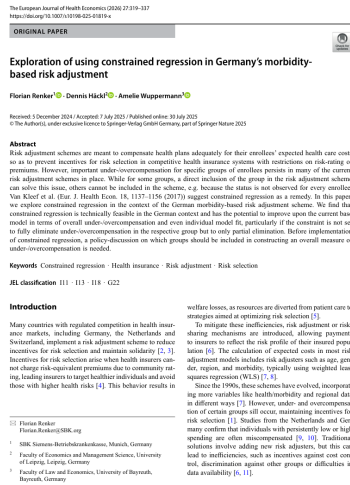 The European Journal of Health Economics (2026) 27:319–337
https://doi.org/10.1007/s10198-025-01819-x
ORIGINAL PAPER
Exploration of using constrained regression in Germany's morbidity-
based risk adjustment
Florian Renker1 · Dennis Häckl2 · Amelie Wuppermann3
Received: 5 December 2024 / Accepted: 7 July 2025 / Published online: 30 July 2025
© The Author(s), under exclusive licence to Springer-Verlag GmbH Germany, part of Springer Nature 2025
Abstract
Risk adjustment schemes are meant to compensate health plans adequately for their enrollees' expected health care cost
so as to prevent incentives for risk selection in competitive health insurance systems with restrictions on risk-rating o
premiums. However, important under-/overcompensation for specific groups of enrollees persists in many of the curren
risk adjustment schemes in place. While for some groups, a direct inclusion of the group in the risk adjustment schem
can solve this issue, others cannot be included in the scheme, e.g. because the status is not observed for every enrollee
Van Kleef et al. (Eur. J. Health Econ. 18, 1137–1156 (2017)) suggest constrained regression as a remedy. In this pape
we explore constrained regression in the context of the German morbidity-based risk adjustment scheme. We find tha
constrained regression is technically feasible in the German context and has the potential to improve upon the current bas
model in terms of overall under-/overcompensation and even individual model fit, particularly if the constraint is not se
to fully eliminate under-/overcompensation in the respective group but to only partial elimination. Before implementatio
of constrained regression, a policy-discussion on which groups should be included in constructing an overall measure o
under-/overcompensation is needed.
Keywords Constrained regression · Health insurance · Risk adjustment · Risk selection
JEL classification I11 · I13 · I18 · G22
Introduction
Many countries with regulated competition in health insur-
ance markets, including Germany, the Netherlands and
Switzerland, implement a risk adjustment scheme to reduce
incentives for risk selection and maintain solidarity [2, 3].
Incentives for risk selection arise when health insurers can-
not charge risk-equivalent premiums due to community rat-
ing, leading insurers to target healthier individuals and avoid
those with higher health risks [4]. This behavior results in
Florian Renker
Florian.Renker@SBK.org
1 SBK Siemens-Betriebskrankenkasse, Munich, Germany
2 Faculty of Economics and Management Science, University
of Leipzig, Leipzig, Germany
3 Faculty of Law and Economics, University of Bayreuth,
Bayreuth, Germany
welfare losses, as resources are diverted from patient care t
strategies aimed at optimizing risk selection [5].
To mitigate these inefficiencies, risk adjustment or risk
sharing mechanisms are introduced, allowing payment
to insurers to reflect the risk profile of their insured popu
lation [6]. The calculation of expected costs in most risk
adjustment models includes risk adjusters such as age, gen
der, region, and morbidity, typically using weighted leas
squares regression (WLS) [7, 8].
Since the 1990s, these schemes have evolved, incorporat
ing more variables like health/morbidity and regional dat
in different ways [7]. However, under- and overcompensa
tion of certain groups sill occur, maintaining incentives fo
risk selection [1]. Studies from the Netherlands and Ger
many confirm that individuals with persistently low or hig
spending are often miscompensated [9, 10]. Traditiona
solutions involve adding new risk adjusters, but this ca
lead to inefficiencies, such as incentives against cost con
trol, discrimination against other groups or difficulties i
data availability [6, 11].